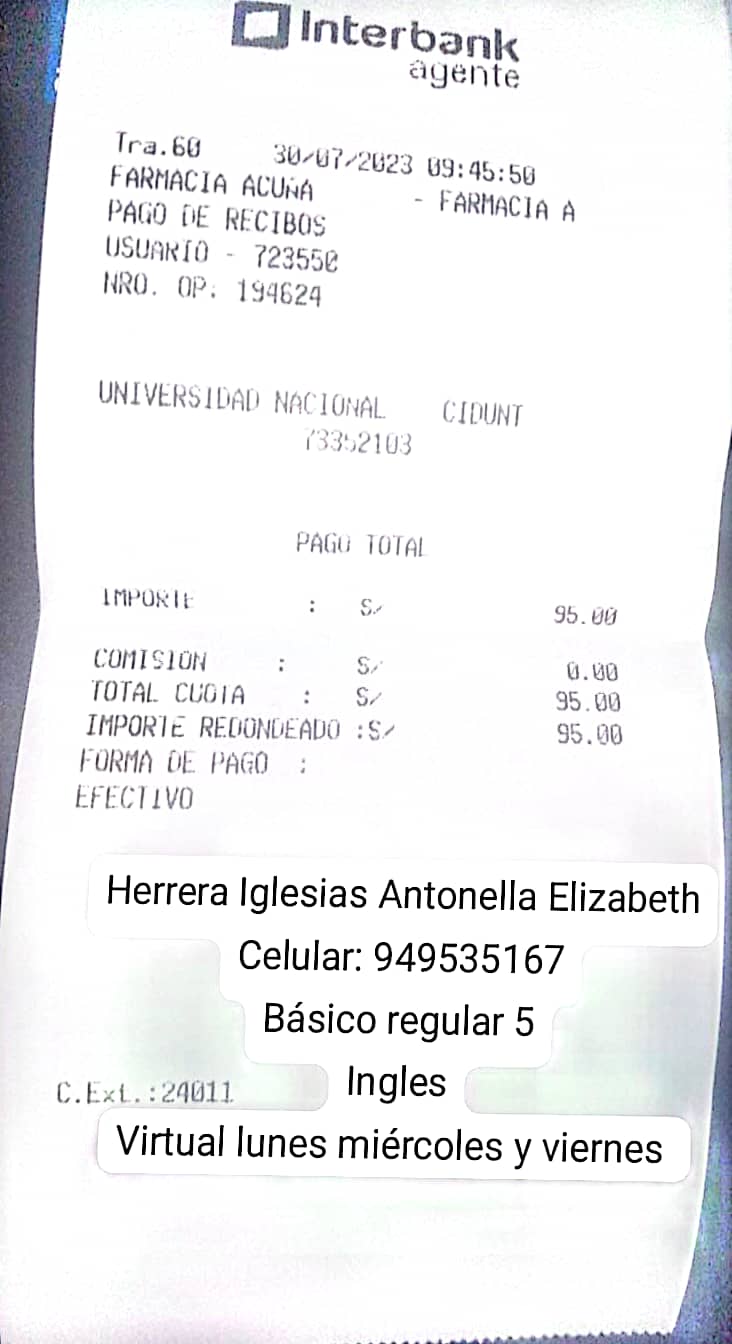 Interbank
agente
Tra.60 30/07/2023 09:45:50
FARMACIA ACUÑA - FARMACIA A
PAGO DE RECIBOS
USUARIO - 723550
NRO. OP: 194624
UNIVERSIDAD NACIONAL CIDUNT
73352103
PAGO TOTAL
IMPORTE : S/ 95.00
COMISION : S/ 0.00
TOTAL CUOTA : S/ 95.00
IMPORTE REDONDEADO :S/ 95.00
FORMA DE PAGO :
EFECTIVO
Herrera Iglesias Antonella Elizabeth
Celular: 949535167
Básico regular 5
Ingles
C.Ext.:24011
Virtual lunes miércoles y viernes